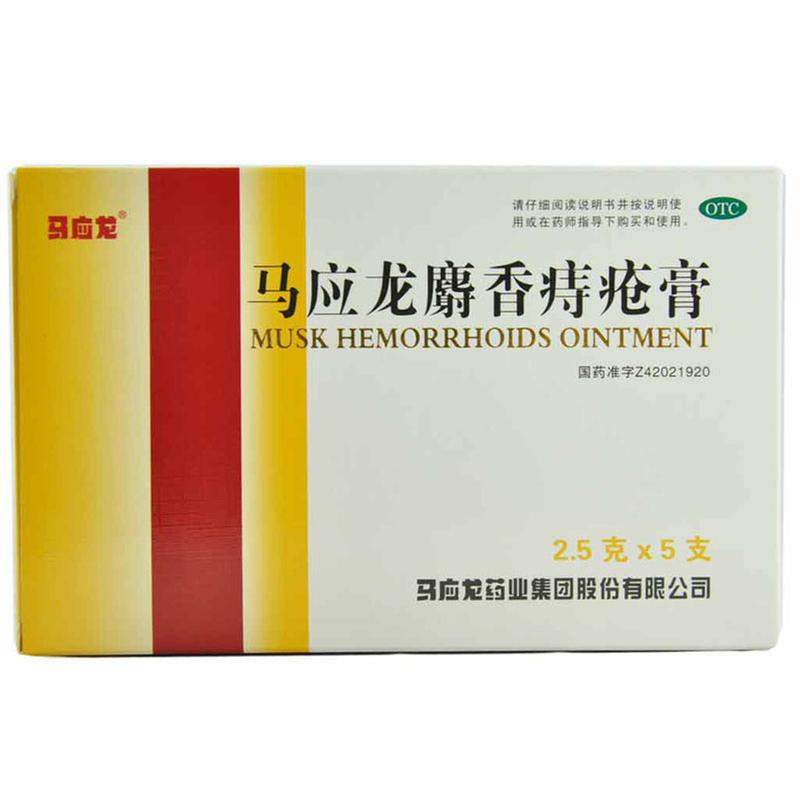 马应龙®
请仔细阅读说明书并按说明使
用或在药师指导下购买和使用。
OTC
马应龙麝香痔疮膏
MUSK HEMORRHOIDS OINTMENT
国药准字Z42021920
2.5克x5支
马应龙药业集团股份有限公司